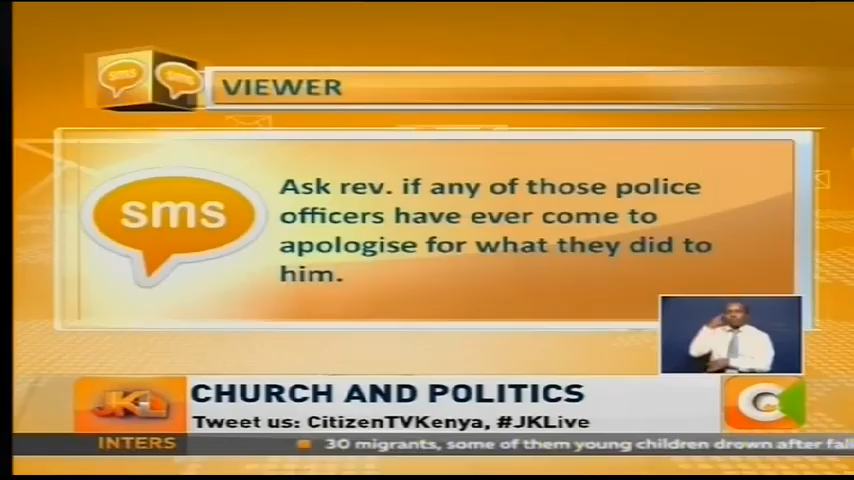 sms
sms
VIEWER
sms
Ask rev. if any of those police
officers have ever come to
apologise for what they did to
him.
JKL
CHURCH AND POLITICS
Tweet us: CitizenTVKenya, #JKLive
INTERS
30 migrants, some of them young children drown after fall